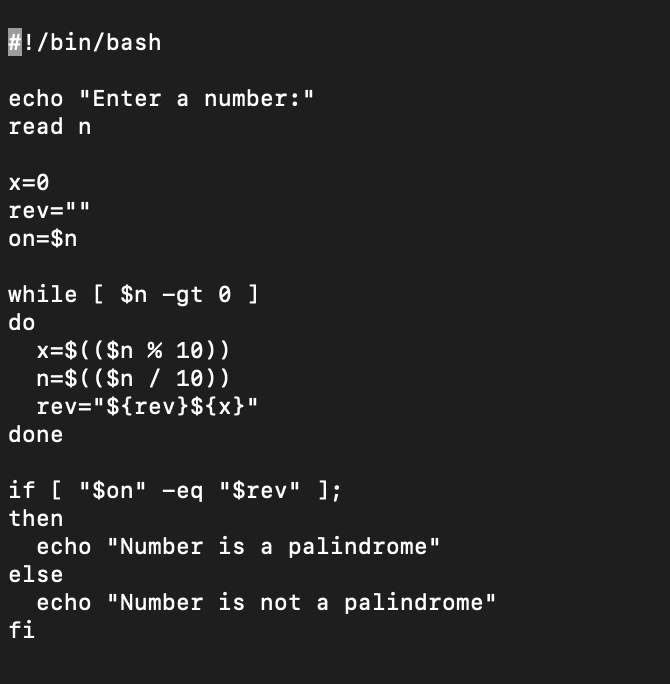 #!/bin/bash
echo "Enter a number:"
read n
x=0
rev=""
on=$n
while [ $n -gt 0 ]
do
  x=$(($n % 10))
  n=$(($n / 10))
  rev="${rev}${x}"
done
if [ "$on" -eq "$rev" ];
then
  echo "Number is a palindrome"
else
  echo "Number is not a palindrome"
fi